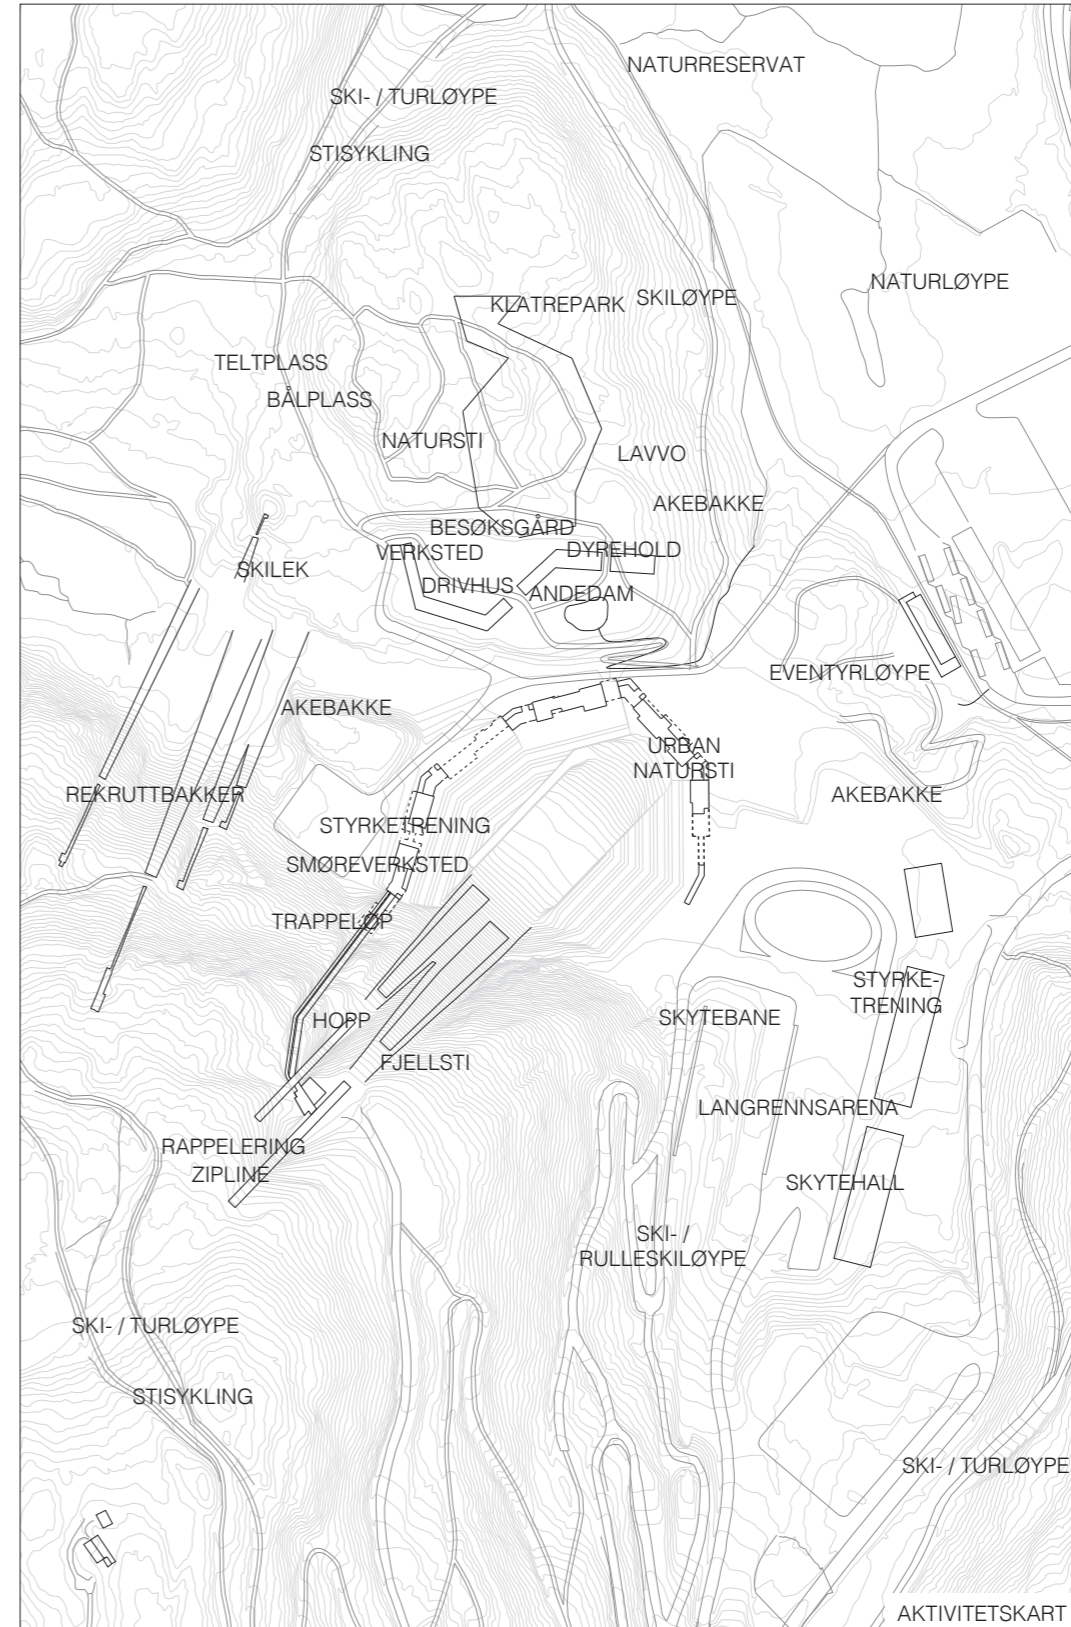 NATURRESERVAT
SKI- / TURLØYPE
STISYKLING
NATURLØYPE
SKILØYPE
KLATREPARK
TELTPLASS
BÅLPLASS
NATURSTI
LAVVO
AKEBAKKE
BESØKSGÅRD
VERKSTED
DYREHOLD
SKILEK
DRIVHUS
ANDEDAM
EVENTYRLØYPE
AKEBAKKE
URBAN
NATURSTI
REKRUTTBAKKER
AKEBAKKE
STYRKETRENING
SMØREVERKSTED
TRAPPELØP
STYRKE-
TRENING
HOPP
SKYTEBANE
FJELLSTI
LANGRENNSARENA
RAPPELERING
ZIPLINE
SKYTEHALL
SKI- /
RULLESKILØYPE
SKI- / TURLØYPE
STISYKLING
SKI- / TURLØYPE
AKTIVITETSKART